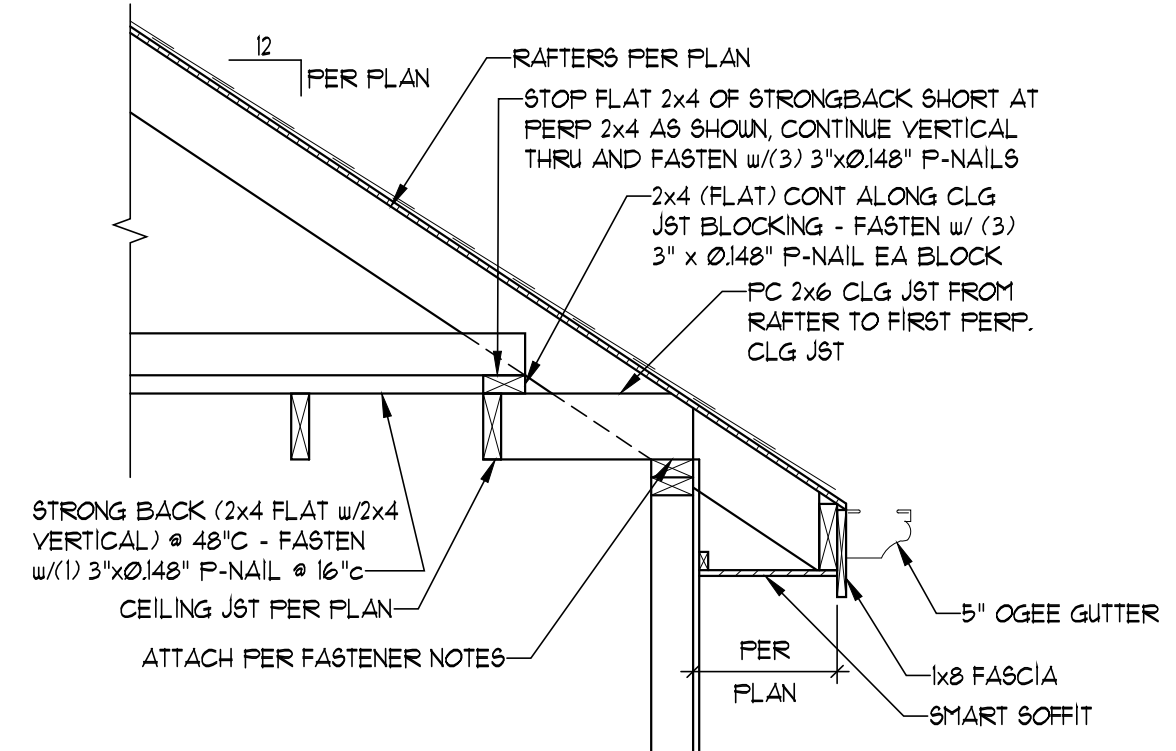 12
PER PLAN
RAFTERS PER PLAN
STOP FLAT 2x4 OF STRONGBACK SHORT AT
PERP 2x4 AS SHOWN, CONTINUE VERTICAL
THRU AND FASTEN w/(3) 3"xØ.148" P-NAILS
2x4 (FLAT) CONT ALONG CLG
JST BLOCKING - FASTEN w/ (3)
3" x Ø.148" P-NAIL EA BLOCK
PC 2x6 CLG JST FROM
RAFTER TO FIRST PERP.
CLG JST
STRONG BACK (2x4 FLAT w/2x4
VERTICAL) @ 48"C - FASTEN
w/(1) 3"xØ.148" P-NAIL @ 16"c
CEILING JST PER PLAN
ATTACH PER FASTENER NOTES
5" OGEE GUTTER
PER
PLAN
1x8 FASCIA
SMART SOFFIT